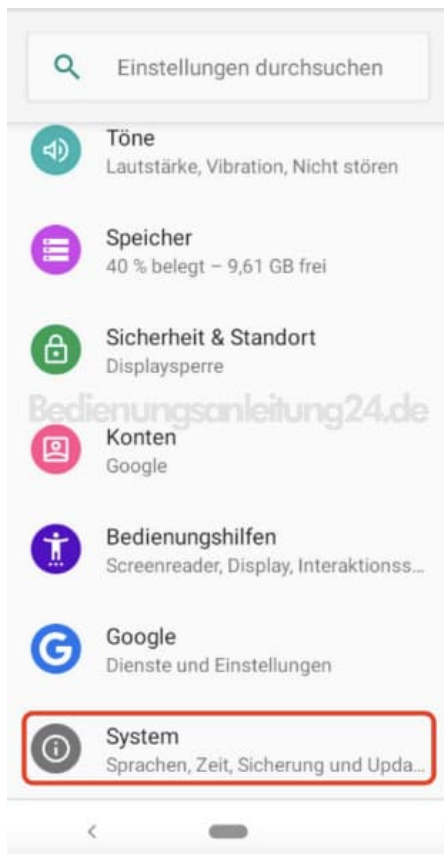 Einstellungen durchsuchen
Töne
Lautstärke, Vibration, Nicht stören
Speicher
40 % belegt – 9,61 GB frei
Sicherheit & Standort
Displaysperre
Bedienungsanleitung24.de
Konten
Google
Bedienungshilfen
Screenreader, Display, Interaktionss...
Google
Dienste und Einstellungen
System
Sprachen, Zeit, Sicherung und Upda...